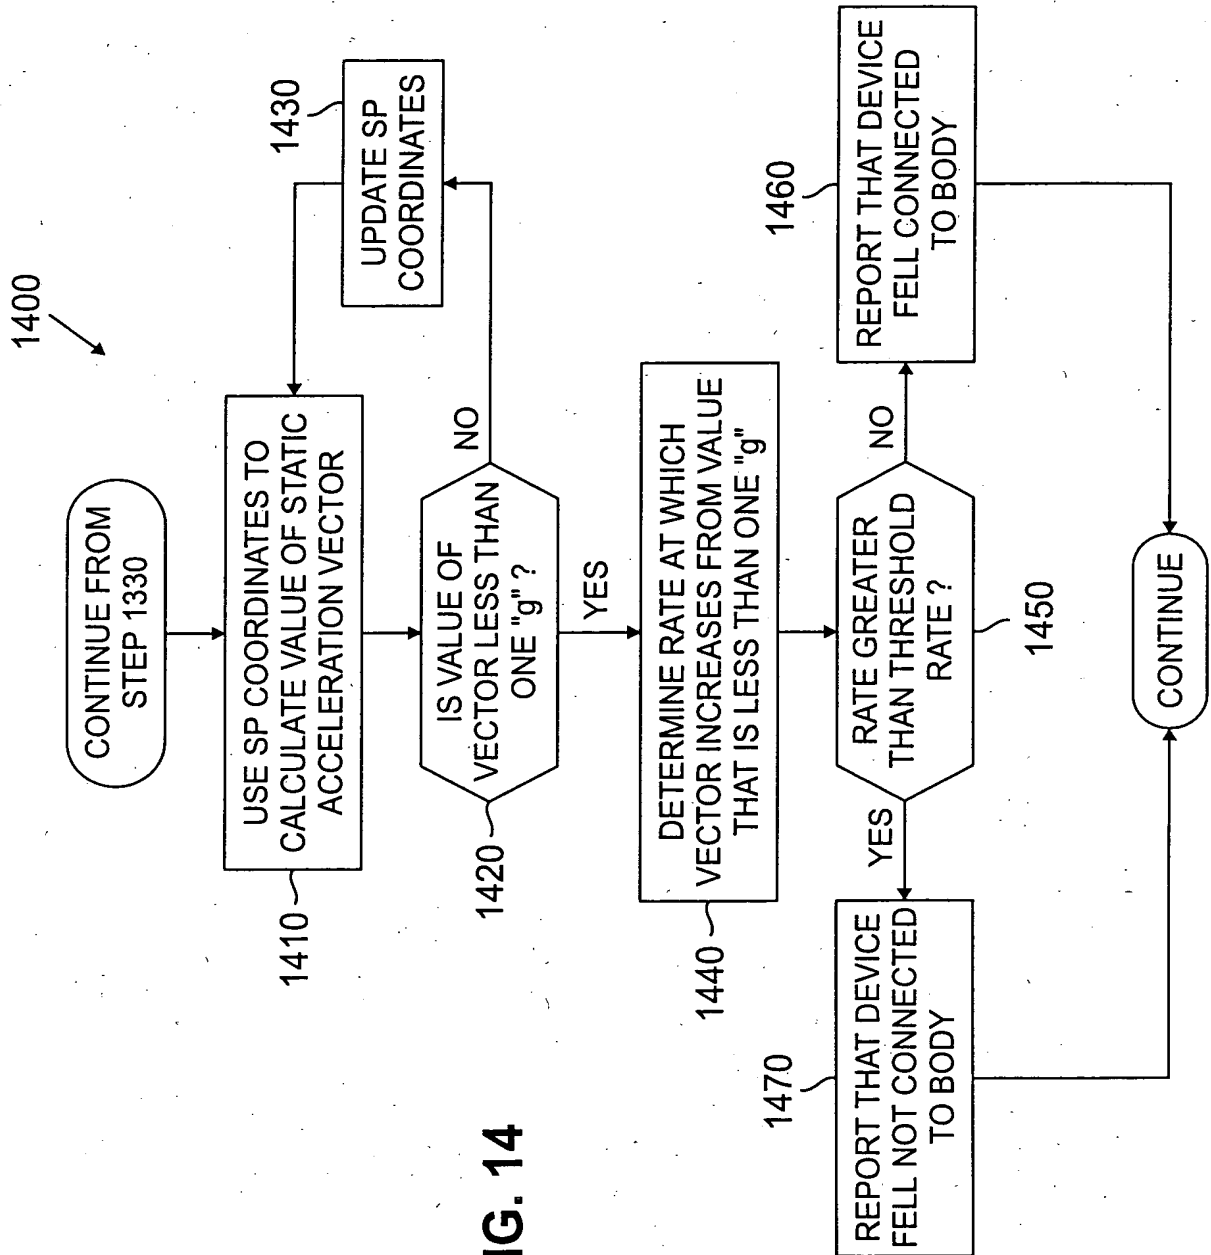 1400
CONTINUE FROM
STEP 1330
1410
USE SP COORDINATES TO
CALCULATE VALUE OF STATIC
ACCELERATION VECTOR
1430
UPDATE SP
COORDINATES
1420
IS VALUE OF
VECTOR LESS THAN
ONE "g" ?
NO
YES
1440
DETERMINE RATE AT WHICH
VECTOR INCREASES FROM VALUE
THAT IS LESS THAN ONE "g"
RATE GREATER
THAN THRESHOLD
RATE ?
1450
YES
NO
1470
REPORT THAT DEVICE
FELL NOT CONNECTED
TO BODY
1460
REPORT THAT DEVICE
FELL CONNECTED
TO BODY
CONTINUE
IG. 14